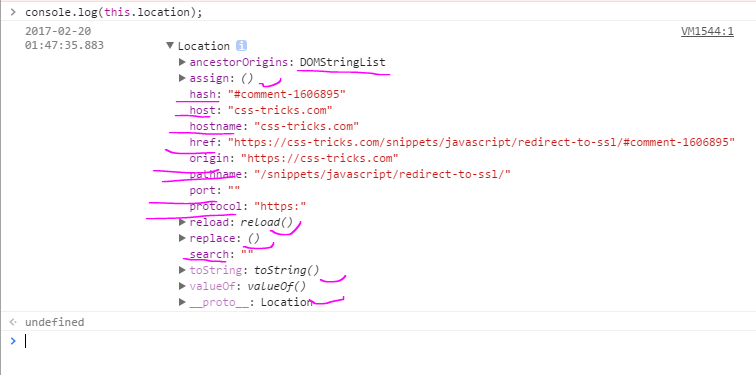 > console.log(this.location);
2017-02-20 VM1544:1
01:47:35.883 ▼ Location i
▶ ancestorOrigins: DOMStringList
▶ assign: ()
hash: "#comment-1606895"
host: "css-tricks.com"
hostname: "css-tricks.com"
href: "https://css-tricks.com/snippets/javascript/redirect-to-ssl/#comment-1606895"
origin: "https://css-tricks.com"
pathname: "/snippets/javascript/redirect-to-ssl/"
port: ""
protocol: "https:"
▶ reload: reload()
▶ replace: ()
search: ""
▶ toString: toString()
▶ valueOf: valueOf()
▶ __proto__: Location
undefined
>